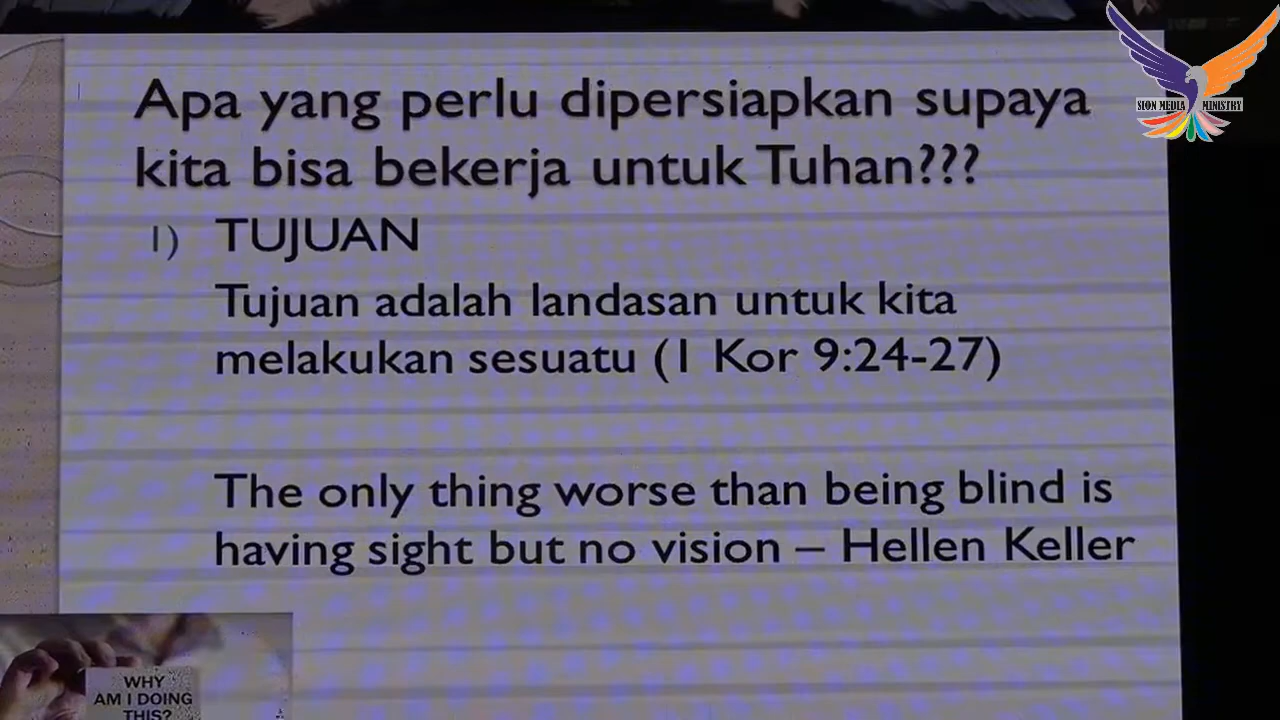 Apa yang perlu dipersiapkan supaya
kita bisa bekerja untuk Tuhan???
1) TUJUAN
Tujuan adalah landasan untuk kita
melakukan sesuatu (1 Kor 9:24-27)
The only thing worse than being blind is
having sight but no vision – Hellen Keller
WHY
AM I DOING
THIS?
SION MEDIA MINISTRY